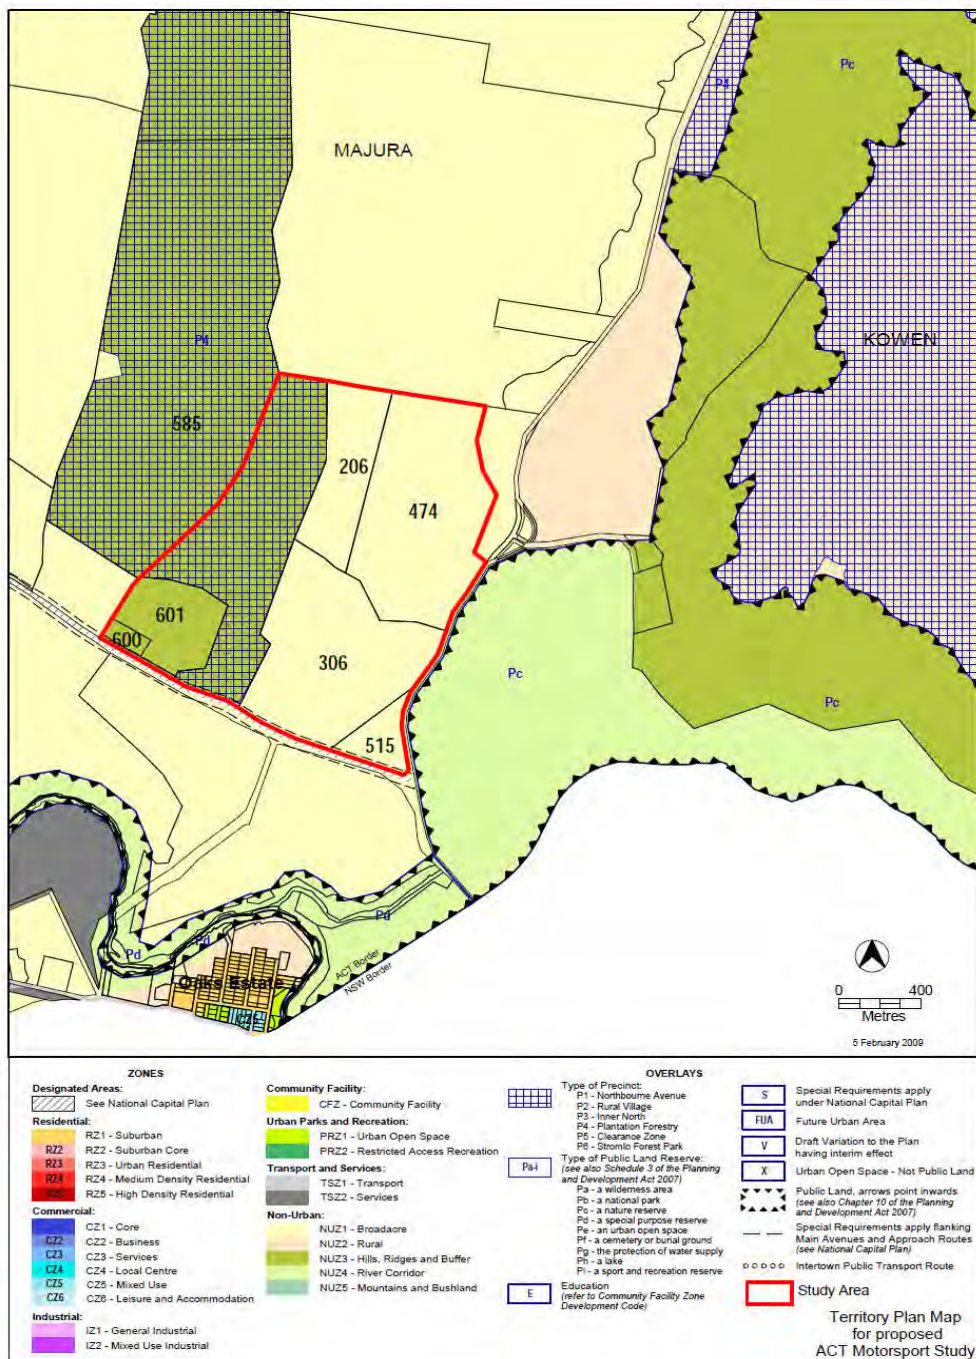 Pc
P4
MAJURA
KOWEN
P4
585
206
474
601
600
306
515
Pc
Pc
Pd
Pd
Pd
Oaks Estate
CZ5
ACT Border
NSW Border
0 400
Metres
5 February 2009
ZONES
Designated Areas:
See National Capital Plan
Residential:
RZ1 - Suburban
RZ2 RZ2 - Suburban Core
RZ3 RZ3 - Urban Residential
RZ4 RZ4 - Medium Density Residential
RZ5 RZ5 - High Density Residential
Commercial:
CZ1 - Core
CZ2 CZ2 - Business
CZ3 CZ3 - Services
CZ4 CZ4 - Local Centre
CZ5 CZ5 - Mixed Use
CZ6 CZ6 - Leisure and Accommodation
Industrial:
IZ1 - General Industrial
IZ2 - Mixed Use Industrial
Community Facility:
CFZ - Community Facility
Urban Parks and Recreation:
PRZ1 - Urban Open Space
PRZ2 - Restricted Access Recreation
Transport and Services:
TSZ1 - Transport
TSZ2 - Services
Non-Urban:
NUZ1 - Broadacre
NUZ2 - Rural
NUZ3 - Hills, Ridges and Buffer
NUZ4 - River Corridor
NUZ5 - Mountains and Bushland
OVERLAYS
Type of Precinct:
P1 - Northbourne Avenue
P2 - Rural Village
P3 - Inner North
P4 - Plantation Forestry
P5 - Clearance Zone
P6 - Stromlo Forest Park
Pa-i Type of Public Land Reserve:
(see also Schedule 3 of the Planning
and Development Act 2007)
Pa - a wilderness area
Pb - a national park
Pc - a nature reserve
Pd - a special purpose reserve
Pe - an urban open space
Pf - a cemetery or burial ground
Pg - the protection of water supply
Ph - a lake
Pi - a sport and recreation reserve
E Education
(refer to Community Facility Zone
Development Code)
S Special Requirements apply
under National Capital Plan
FUA Future Urban Area
V Draft Variation to the Plan
having interim effect
X Urban Open Space - Not Public Land
Public Land, arrows point inwards
(see also Chapter 10 of the Planning
and Development Act 2007)
Special Requirements apply flanking
Main Avenues and Approach Routes
(see National Capital Plan)
Intertown Public Transport Route
Study Area
Territory Plan Map
for proposed
ACT Motorsport Study